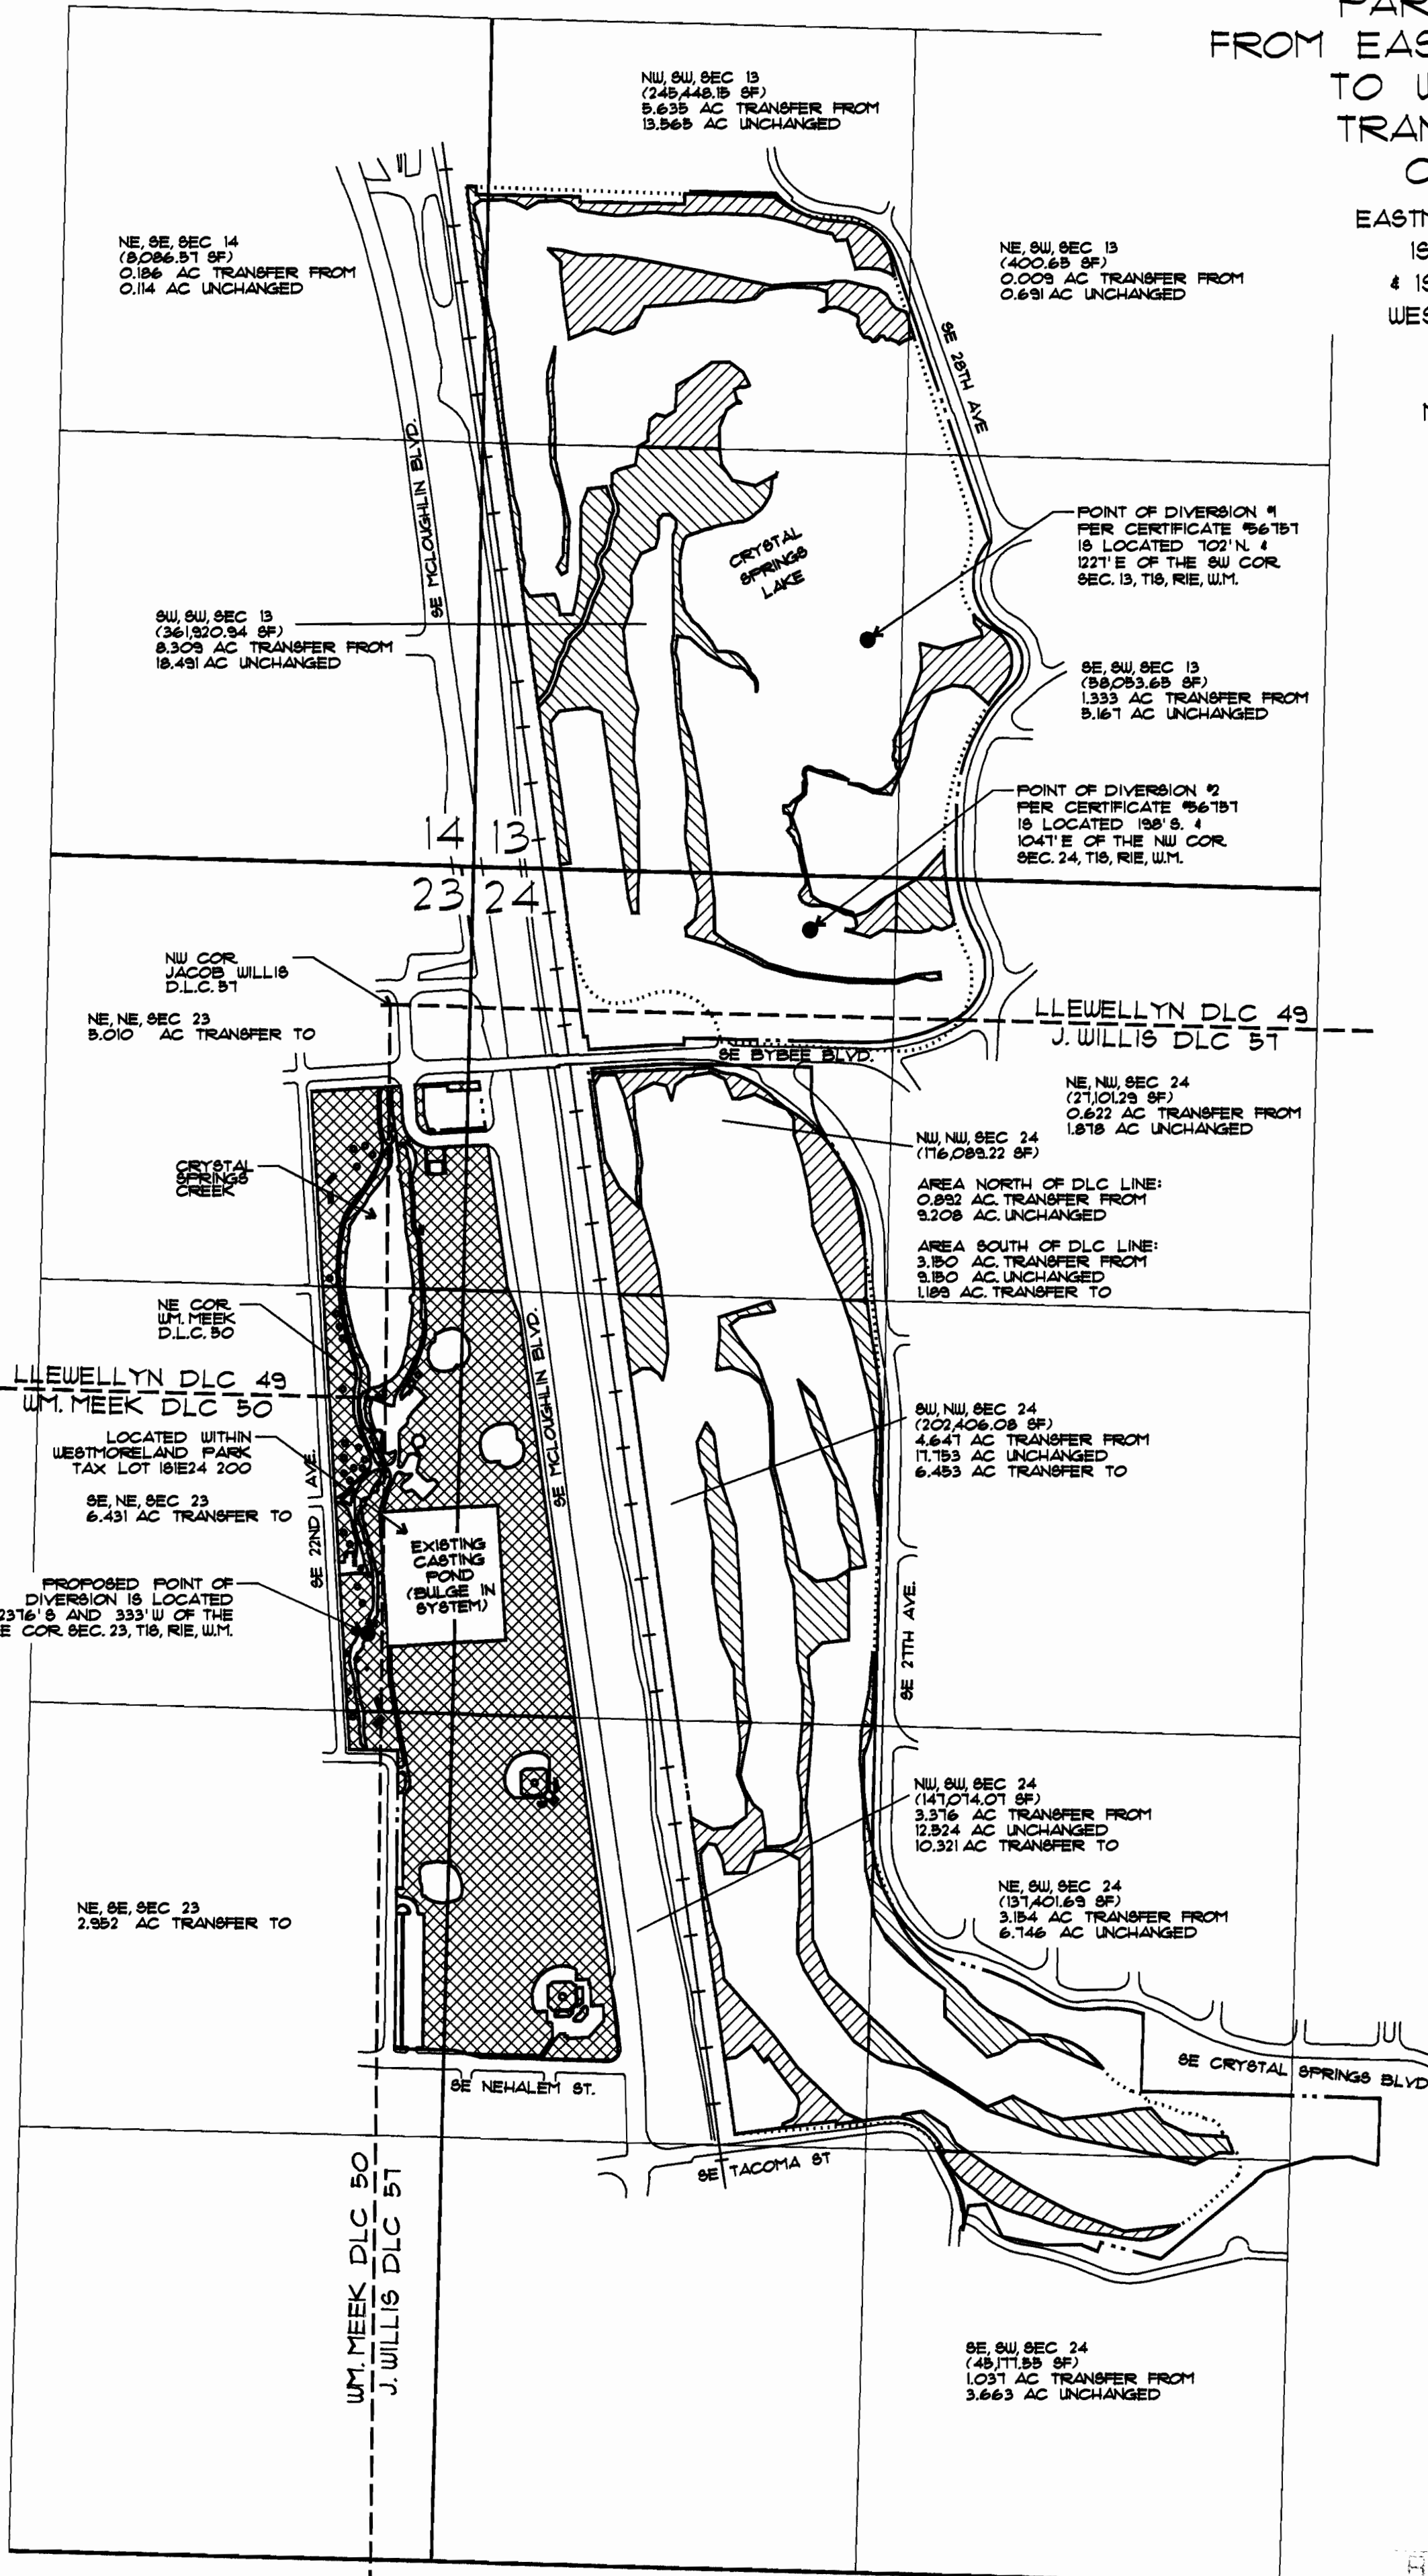 PAR
FROM EAS
TO W
TRAN
O
EASTM
& 19
WES
NW, SW, SEC 13
(245,448.15 SF)
5.635 AC TRANSFER FROM
13.565 AC UNCHANGED
NE, SE, SEC 14
(8,086.57 SF)
0.186 AC TRANSFER FROM
0.114 AC UNCHANGED
NE, SW, SEC 13
(400.65 SF)
0.009 AC TRANSFER FROM
0.691 AC UNCHANGED
SE 28TH AVE
SE MCLOUGHLIN BLVD.
CRYSTAL
SPRINGS
LAKE
POINT OF DIVERSION #1
PER CERTIFICATE #56757
IS LOCATED 702' N. &
1227' E OF THE SW COR
SEC. 13, T1S, R1E, W.M.
SW, SW, SEC 13
(361,920.94 SF)
8.309 AC TRANSFER FROM
18.491 AC UNCHANGED
SE, SW, SEC 13
(58,053.65 SF)
1.333 AC TRANSFER FROM
5.167 AC UNCHANGED
POINT OF DIVERSION #2
PER CERTIFICATE #56757
IS LOCATED 198' S. &
1047' E OF THE NW COR
SEC. 24, T1S, R1E, W.M.
14 13
23 24
NW COR
JACOB WILLIS
D.L.C. 57
NE, NE, SEC 23
5.010 AC TRANSFER TO
LLEWELLYN DLC 49
J. WILLIS DLC 57
SE BYBEE BLVD.
NE, NW, SEC 24
(27,101.29 SF)
0.622 AC TRANSFER FROM
1.878 AC UNCHANGED
NW, NW, SEC 24
(176,089.22 SF)
AREA NORTH OF DLC LINE:
0.892 AC. TRANSFER FROM
9.208 AC. UNCHANGED
AREA SOUTH OF DLC LINE:
3.150 AC. TRANSFER FROM
9.150 AC. UNCHANGED
1.189 AC. TRANSFER TO
CRYSTAL
SPRINGS
CREEK
NE COR
WM. MEEK
D.L.C. 50
SE MCLOUGHLIN BLVD.
LLEWELLYN DLC 49
WM. MEEK DLC 50
LOCATED WITHIN
WESTMORELAND PARK
TAX LOT 1S1E24 200
SE 22ND AVE.
SE, NE, SEC 23
6.431 AC TRANSFER TO
SW, NW, SEC 24
(202,406.08 SF)
4.647 AC TRANSFER FROM
17.753 AC UNCHANGED
6.453 AC TRANSFER TO
EXISTING
CASTING
POND
(BULGE IN
SYSTEM)
PROPOSED POINT OF
DIVERSION IS LOCATED
2376' S AND 333' W OF THE
E COR. SEC. 23, T1S, R1E, W.M.
SE 27TH AVE.
NW, SW, SEC 24
(147,074.07 SF)
3.376 AC TRANSFER FROM
12.524 AC UNCHANGED
10.321 AC TRANSFER TO
NE, SE, SEC 23
2.952 AC TRANSFER TO
NE, SW, SEC 24
(137,401.69 SF)
3.154 AC TRANSFER FROM
6.746 AC UNCHANGED
SE CRYSTAL SPRINGS BLVD
SE NEHALEM ST.
SE TACOMA ST
WM. MEEK DLC 50
J. WILLIS DLC 57
SE, SW, SEC 24
(45,177.55 SF)
1.037 AC TRANSFER FROM
3.663 AC UNCHANGED